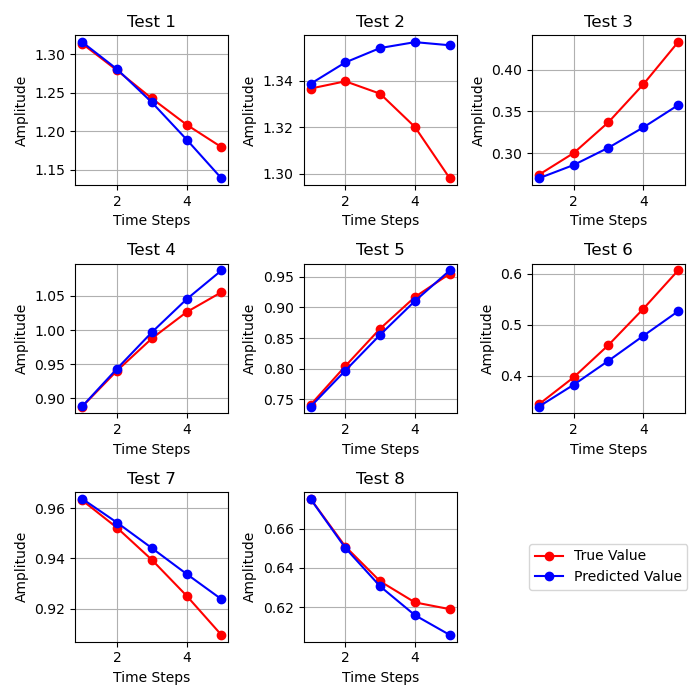 Test 1
Test 2
Test 3
1.30
1.25
1.20
1.15
Amplitude
2
4
Time Steps
1.34
1.32
1.30
Amplitude
2
4
Time Steps
0.40
0.35
0.30
Amplitude
2
4
Time Steps
Test 4
Test 5
Test 6
1.05
1.00
0.95
0.90
Amplitude
2
4
Time Steps
0.95
0.90
0.85
0.80
0.75
Amplitude
2
4
Time Steps
0.6
0.5
0.4
Amplitude
2
4
Time Steps
Test 7
Test 8
0.96
0.94
0.92
Amplitude
2
4
Time Steps
0.66
0.64
0.62
Amplitude
2
4
Time Steps
True Value
Predicted Value